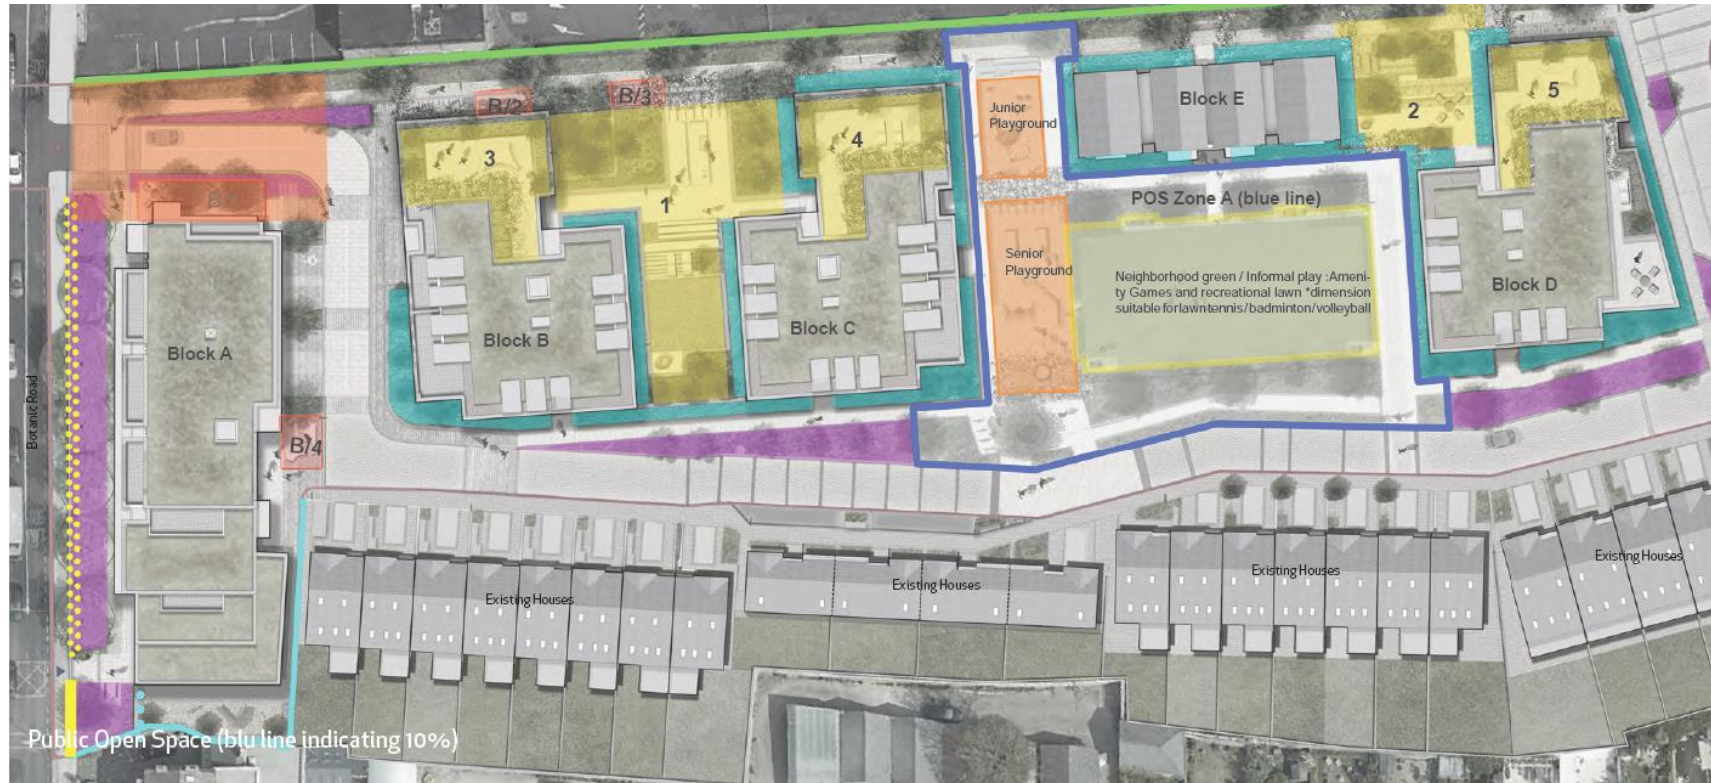 B/2
B/3
Junior
Playground
Block E
2
5
3
4
1
POS Zone A (blue line)
Senior
Playground
Neighborhood green / Informal play :Ameni-
ty Games and recreational lawn *dimension
suitable for lawn tennis/badminton/volleyball
Block D
Block A
Block B
Block C
Botanic Road
B/4
Existing Houses
Existing Houses
Existing Houses
Existing Houses
Public Open Space (blu line indicating 10%)